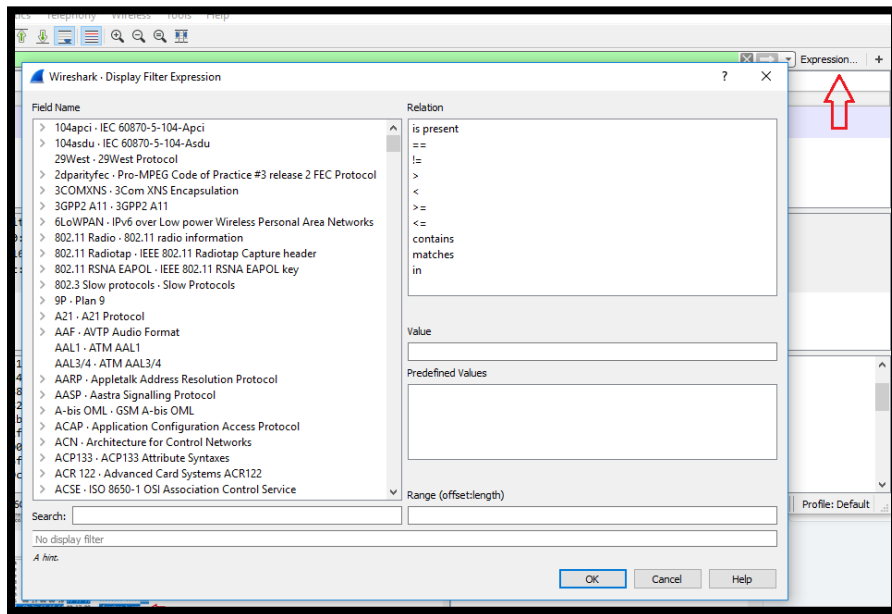 Telephony Wireless Tools Help
Expression... +
Wireshark · Display Filter Expression
? ×
Field Name
> 104apci · IEC 60870-5-104-Apci
> 104asdu · IEC 60870-5-104-Asdu
29West · 29West Protocol
> 2dparityfec · Pro-MPEG Code of Practice #3 release 2 FEC Protocol
> 3COMXNS · 3Com XNS Encapsulation
> 3GPP2 A11 · 3GPP2 A11
> 6LoWPAN · IPv6 over Low power Wireless Personal Area Networks
> 802.11 Radio · 802.11 radio information
> 802.11 Radiotap · IEEE 802.11 Radiotap Capture header
> 802.11 RSNA EAPOL · IEEE 802.11 RSNA EAPOL key
> 802.3 Slow protocols · Slow Protocols
> 9P · Plan 9
> A21 · A21 Protocol
> AAF · AVTP Audio Format
AAL1 · ATM AAL1
AAL3/4 · ATM AAL3/4
> AARP · Appletalk Address Resolution Protocol
> AASP · Aastra Signalling Protocol
> A-bis OML · GSM A-bis OML
> ACAP · Application Configuration Access Protocol
> ACN · Architecture for Control Networks
> ACP133 · ACP133 Attribute Syntaxes
> ACR 122 · Advanced Card Systems ACR122
> ACSE · ISO 8650-1 OSI Association Control Service
Search:
Relation
is present
==
!=
>
<
>=
<=
contains
matches
in
Value
Predefined Values
Range (offset:length)
No display filter
A hint.
OK Cancel Help
Profile: Default